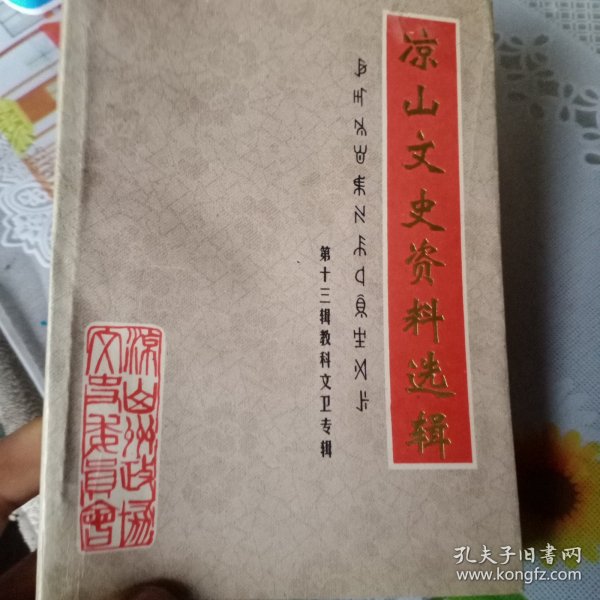 凉山文史资料选辑
第十三辑教科文卫专辑
凉山州政协
文史委员会
孔夫子旧书网
www.kongfz.com